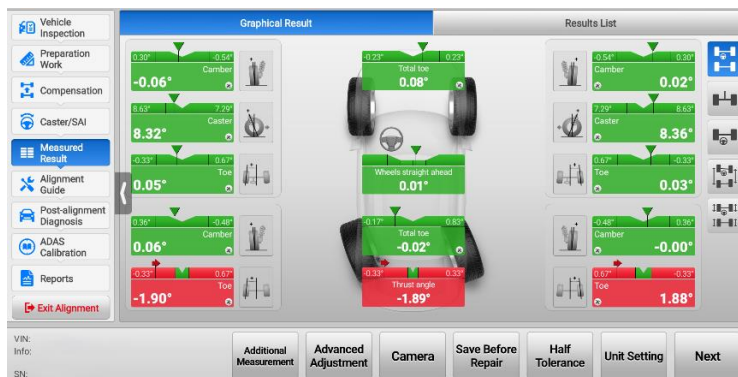 Vehicle
Inspection
Preparation
Work
Compensation
Caster/SAI
Measured
Result
Alignment
Guide
Post-alignment
Diagnosis
ADAS
Calibration
Reports
Exit Alignment
Graphical Result
Results List
0.30° -0.54°
Camber
-0.06°
8.63° 7.29°
Caster
8.32°
-0.33° 0.67°
Toe
0.05°
0.36° -0.48°
Camber
0.06°
-0.33° 0.67°
Toe
-1.90°
-0.23° 0.23°
Total toe
0.08°
Wheels straight ahead
0.01°
-0.17° 0.83°
Total toe
-0.02°
-0.33° 0.33°
Thrust angle
-1.89°
-0.54° 0.30°
Camber
0.02°
7.29° 8.63°
Caster
8.36°
0.67° -0.33°
Toe
0.03°
-0.48° 0.36°
Camber
-0.00°
0.67° -0.33°
Toe
1.88°
VIN:
Info:
SN:
Additional
Measurement
Advanced
Adjustment
Camera
Save Before
Repair
Half
Tolerance
Unit Setting
Next